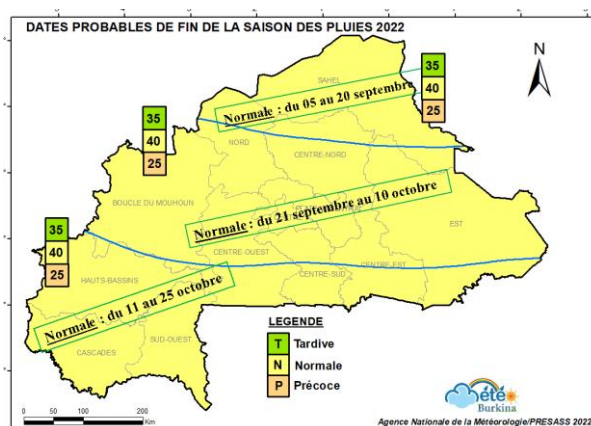 DATES PROBABLES DE FIN DE LA SAISON DES PLUIES 2022
N
35
40
25
SAHEL
Normale : du 05 au 20 septembre
35
40
25
NORD
CENTRE-NORD
BOUCLE DU MOUHOUN
Normale : du 21 septembre au 10 octobre
EST
35
40
25
CENTRE-OUEST
CENTRE-EST
CENTRE-SUD
HAUTS-BASSINS
Normale : du 11 au 25 octobre
CASCADES
SUD-OUEST
LEGENDE
T Tardive
N Normale
P Précoce
0 50 100 200
Km
Météo
Burkina
Agence Nationale de la Météorologie/PRESASS 2022